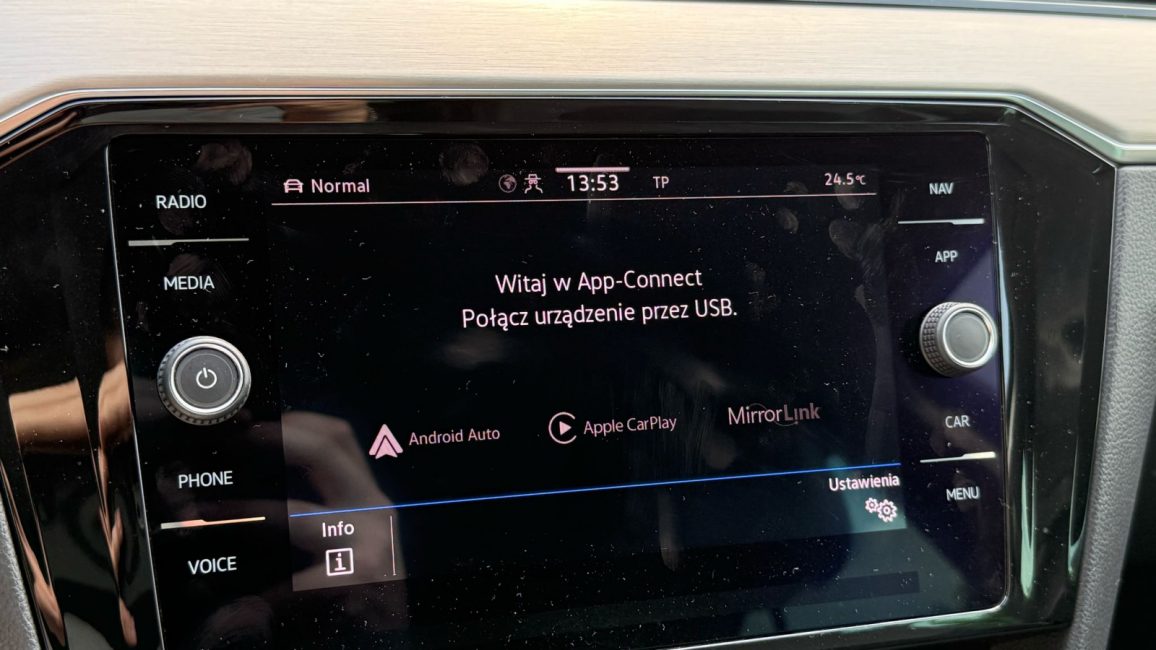 RADIO
MEDIA
PHONE
VOICE
Normal
13:53
TP
24.5°C
Witaj w App-Connect
Połącz urządzenie przez USB.
Android Auto
Apple CarPlay
MirrorLink
Ustawienia
Info
i
NAV
APP
CAR
MENU